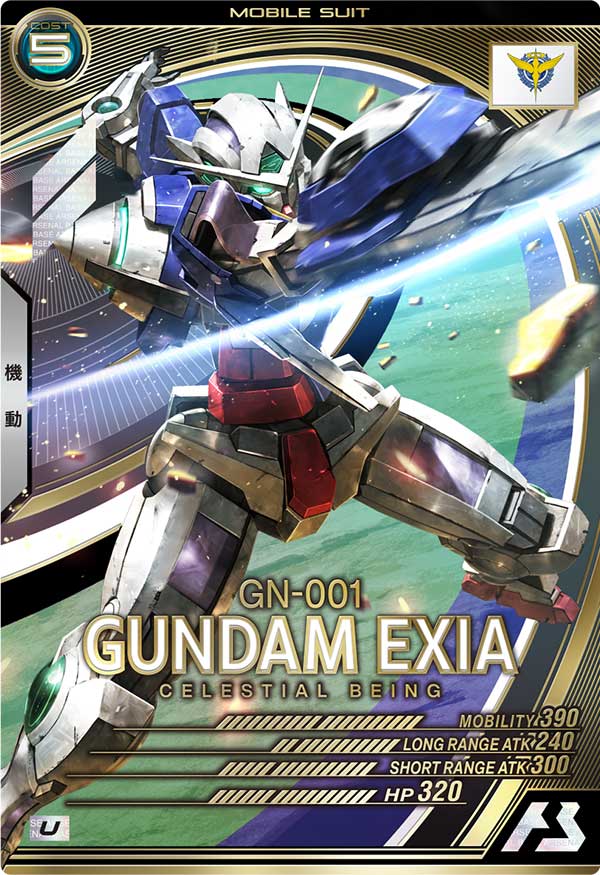 MOBILE SUIT
COST
5
機動
GN-001
GUNDAM EXIA
CELESTIAL BEING
MOBILITY 390
LONG RANGE ATK 240
SHORT RANGE ATK 300
HP 320
U